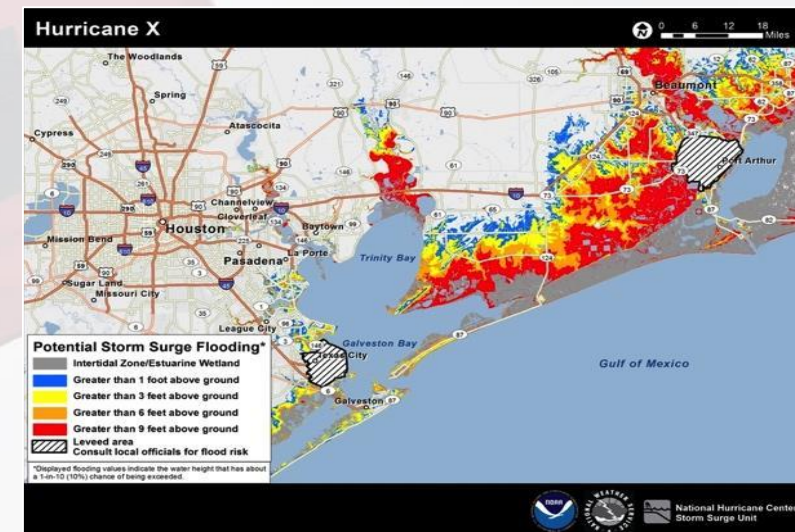 Hurricane X
N
0 6 12 18
Miles
The Woodlands
Spring
Atascocita
Cypress
Beaumont
Port Arthur
Channelview
Cloverleaf
Houston
Baytown
Mission Bend
Pasadena
La Porte
Trinity Bay
Sugar Land
Missouri City
League City
Galveston Bay
Texas City
Galveston
Gulf of Mexico
Potential Storm Surge Flooding*
Intertidal Zone/Estuarine Wetland
Greater than 1 foot above ground
Greater than 3 feet above ground
Greater than 6 feet above ground
Greater than 9 feet above ground
Leveed area
Consult local officials for flood risk
*Displayed flooding values indicate the water height that has about
a 1-in-10 (10%) chance of being exceeded.
NOAA
National Hurricane Center
Storm Surge Unit